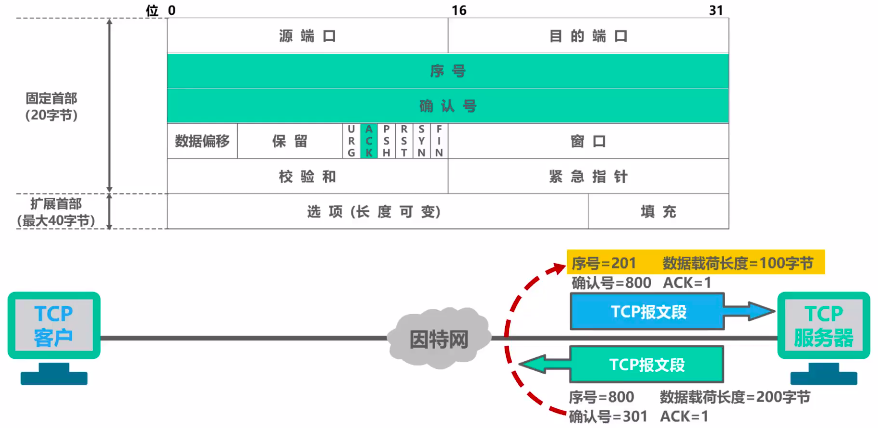 位 0 16 31
源 端 口 目 的 端 口
序 号
确 认 号
固定首部
(20字节)
数据偏移 保 留 URG ACK PSH RST SYN FIN 窗 口
校 验 和 紧 急 指 针
扩展首部
(最大40字节)
选 项 (长 度 可 变) 填 充
序号=201 数据载荷长度=100字节
确认号=800 ACK=1
TCP报文段
TCP
客户
因特网
TCP
服务器
TCP报文段
序号=800 数据载荷长度=200字节
确认号=301 ACK=1